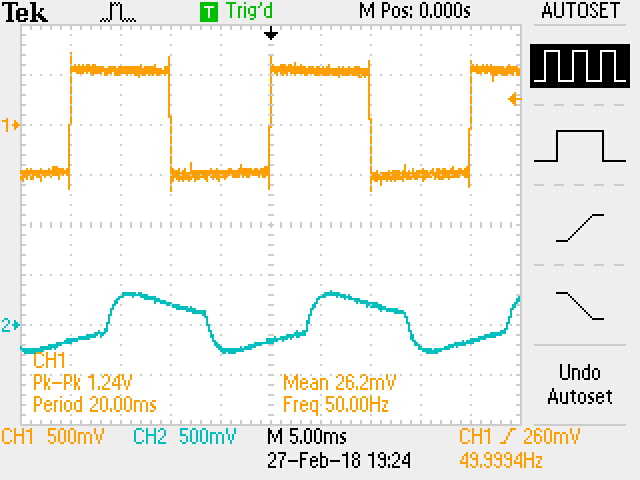 Tek T Trig'd M Pos: 0.000s AUTOSET
1
2
CH1
Pk-Pk 1.24V Mean 26.2mV
Period 20.00ms Freq 50.00Hz
Undo
Autoset
CH1 500mV CH2 500mV M 5.00ms CH1 260mV
27-Feb-18 19:24 49.9994Hz